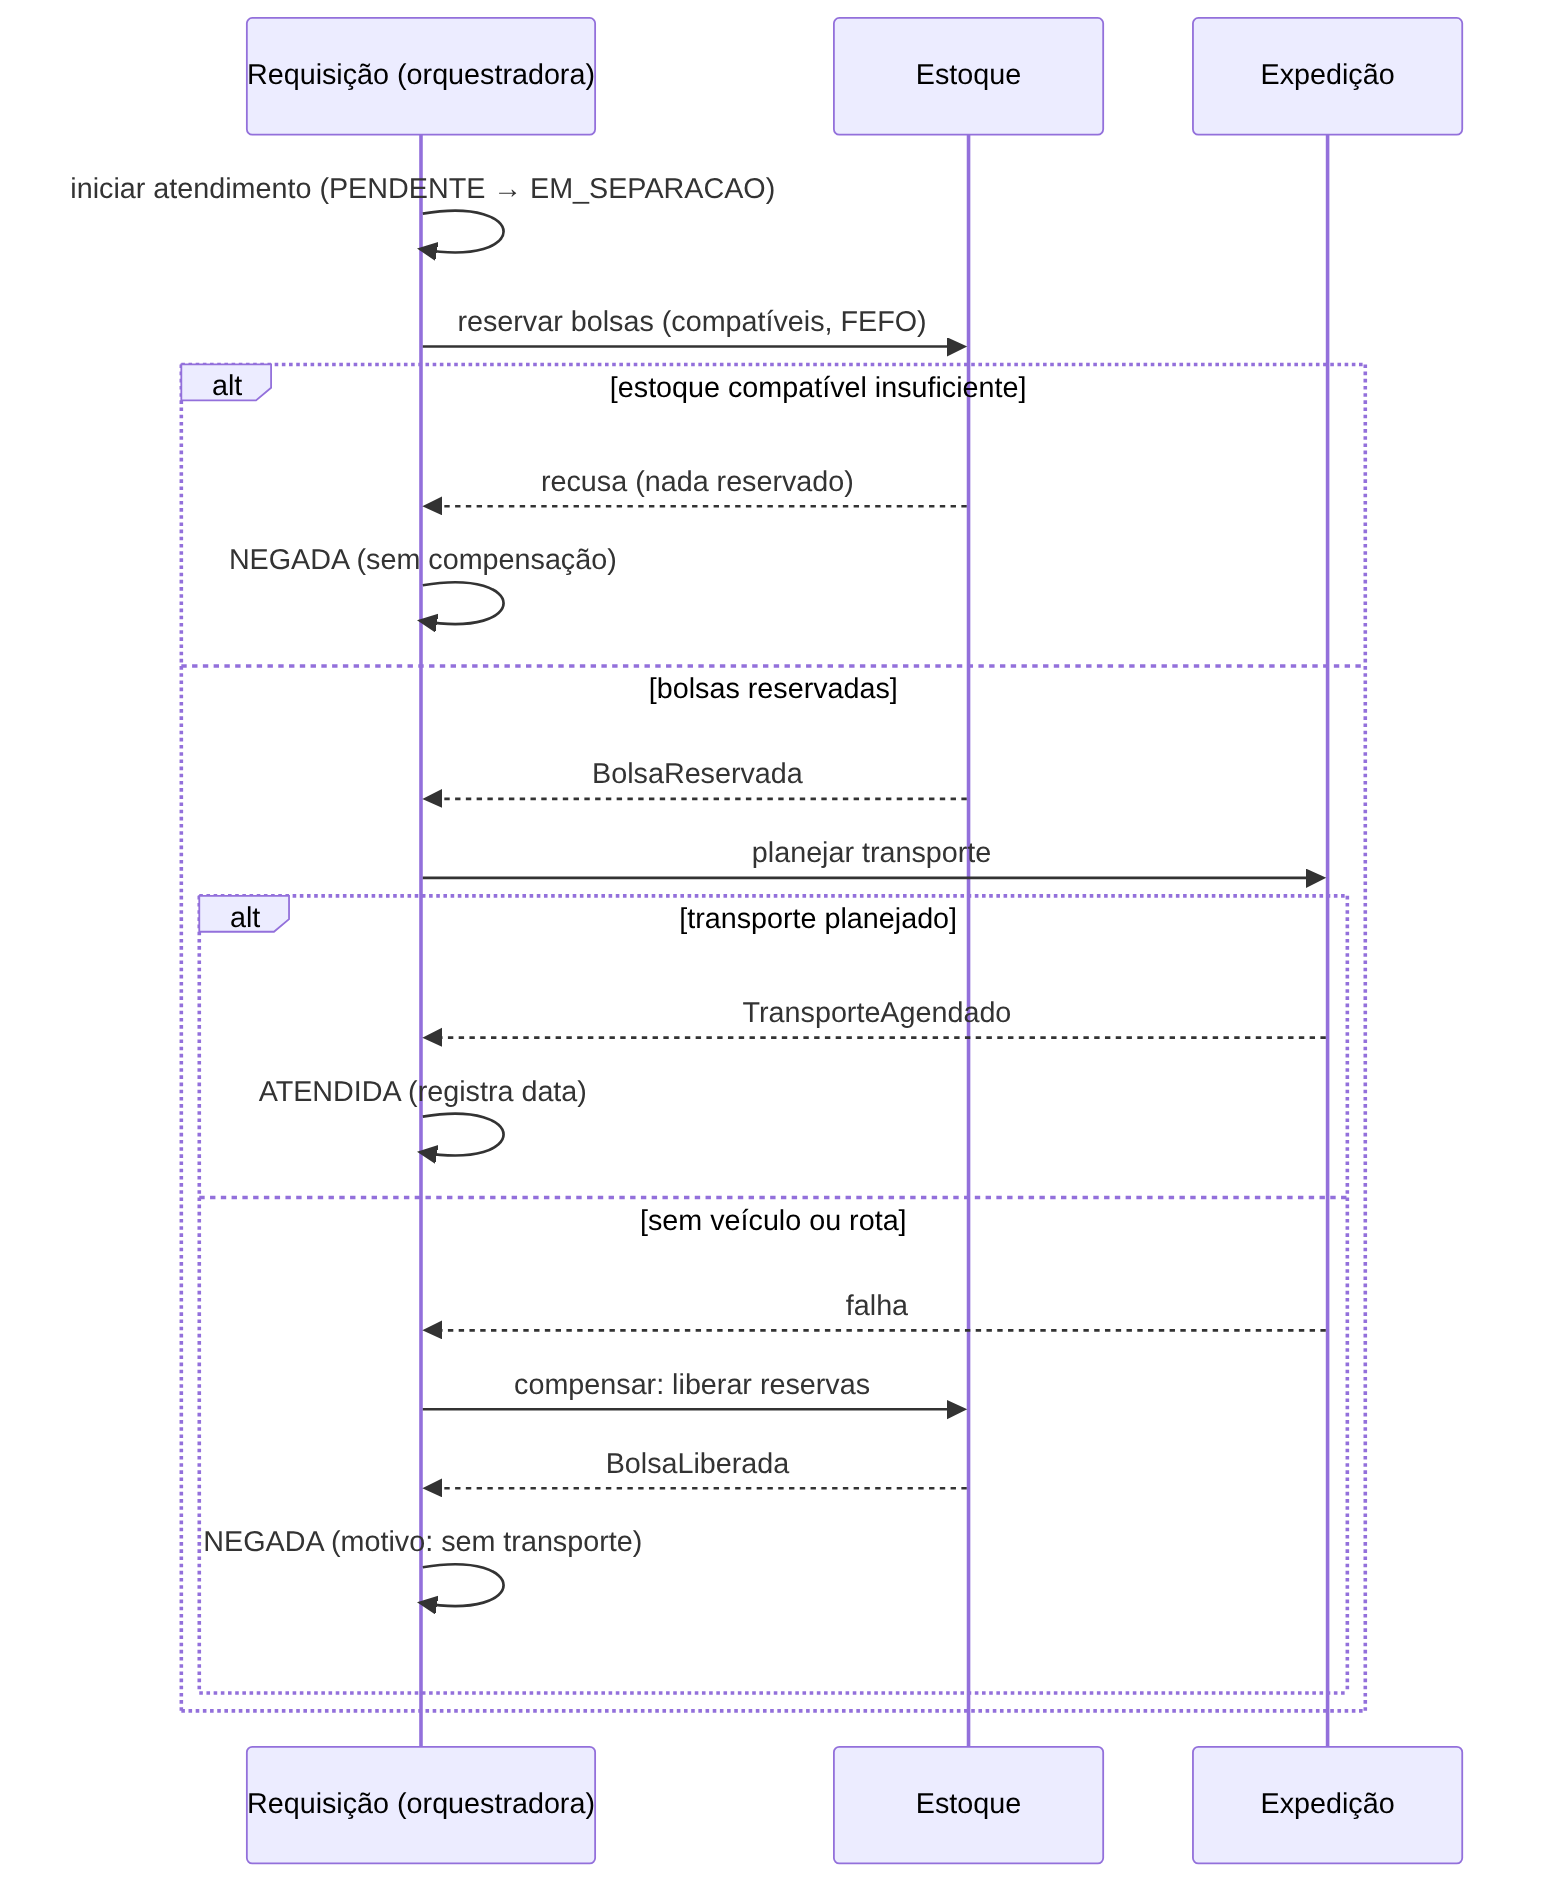 Requisição (orquestradora)
Estoque
Expedição
iniciar atendimento (PENDENTE → EM_SEPARACAO)
reservar bolsas (compatíveis, FEFO)
alt
[estoque compatível insuficiente]
recusa (nada reservado)
NEGADA (sem compensação)
[bolsas reservadas]
BolsaReservada
planejar transporte
alt
[transporte planejado]
TransporteAgendado
ATENDIDA (registra data)
[sem veículo ou rota]
falha
compensar: liberar reservas
BolsaLiberada
NEGADA (motivo: sem transporte)
Requisição (orquestradora)
Estoque
Expedição